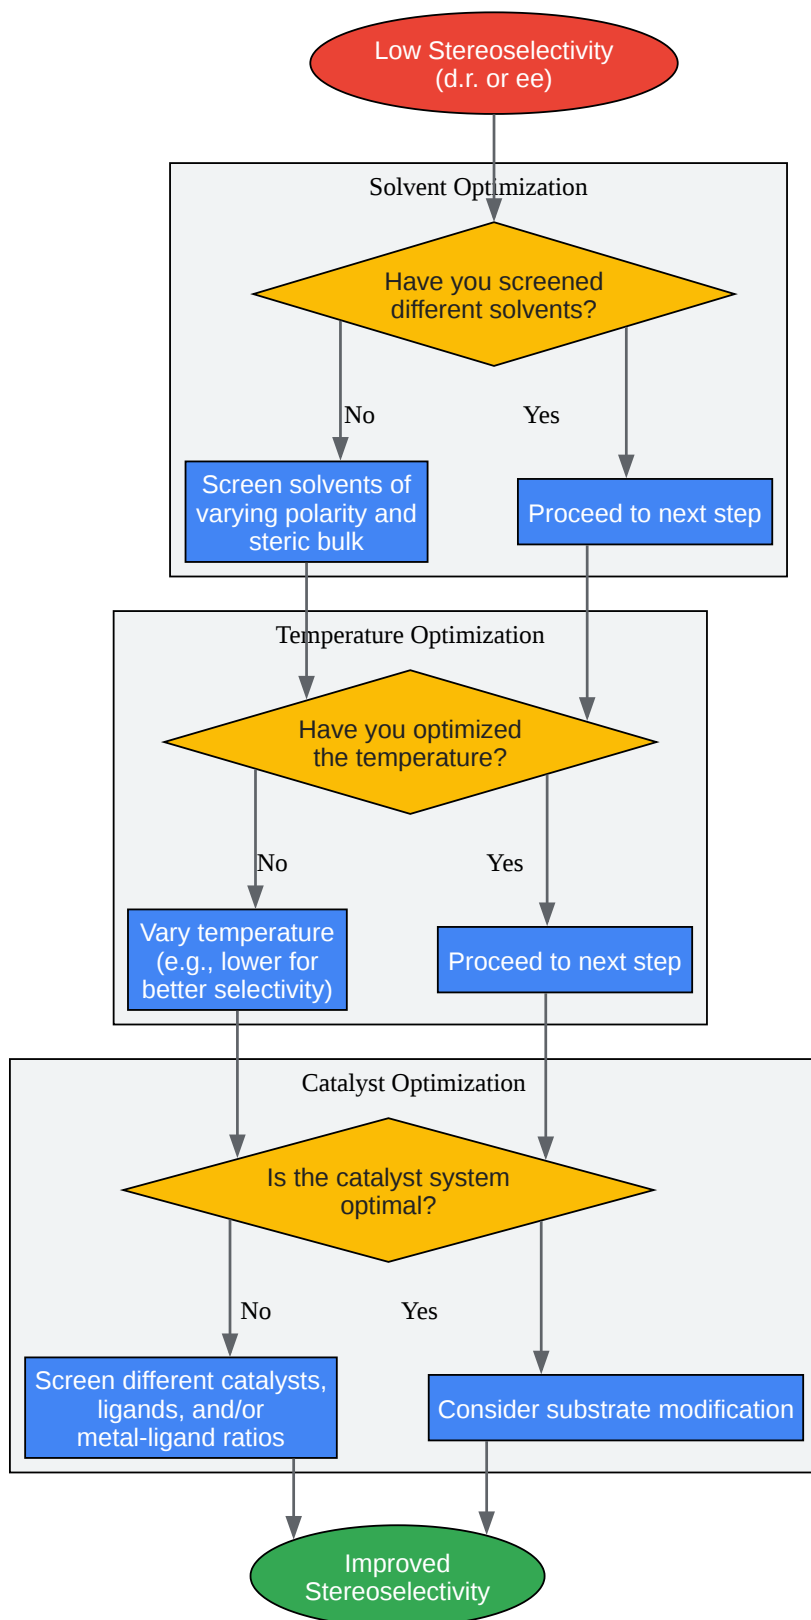 Low Stereoselectivity
(d.r. or ee)
Solvent Optimization
Have you screened
different solvents?
No
Yes
Screen solvents of
varying polarity and
steric bulk
Proceed to next step
Temperature Optimization
Have you optimized
the temperature?
No
Yes
Vary temperature
(e.g., lower for
better selectivity)
Proceed to next step
Catalyst Optimization
Is the catalyst system
optimal?
No
Yes
Screen different catalysts,
ligands, and/or
metal-ligand ratios
Consider substrate modification
Improved
Stereoselectivity